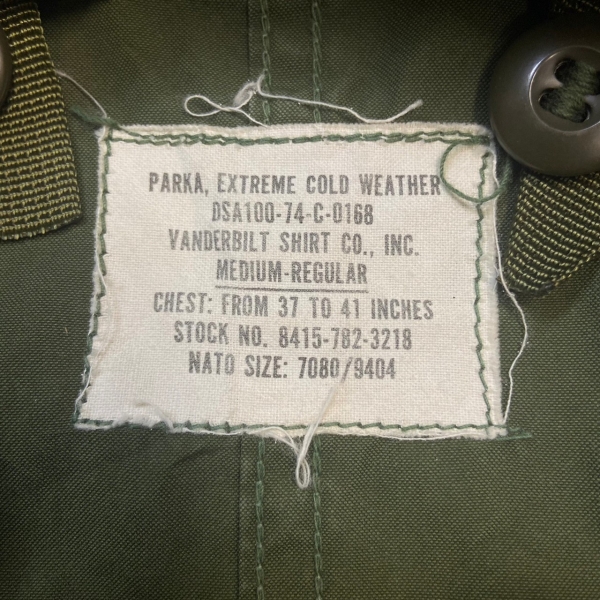 PARKA, EXTREME COLD WEATHER
DSA100-74-C-0168
VANDERBILT SHIRT CO., INC.
MEDIUM-REGULAR
CHEST: FROM 37 TO 41 INCHES
STOCK NO. 8415-782-3218
NATO SIZE: 7080/9404